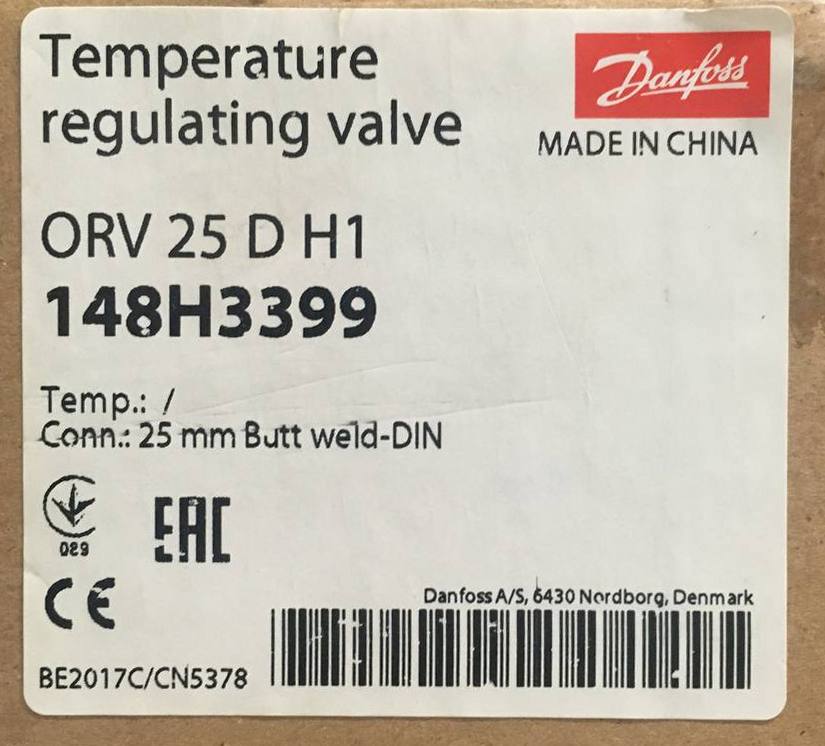 Temperature
regulating valve
Danfoss
MADE IN CHINA
ORV 25 D H1
148H3399
Temp.: /
Conn.: 25 mm Butt weld-DIN
089
EAC
CE
Danfoss A/S, 6430 Nordborg, Denmark
BE2017C/CN5378